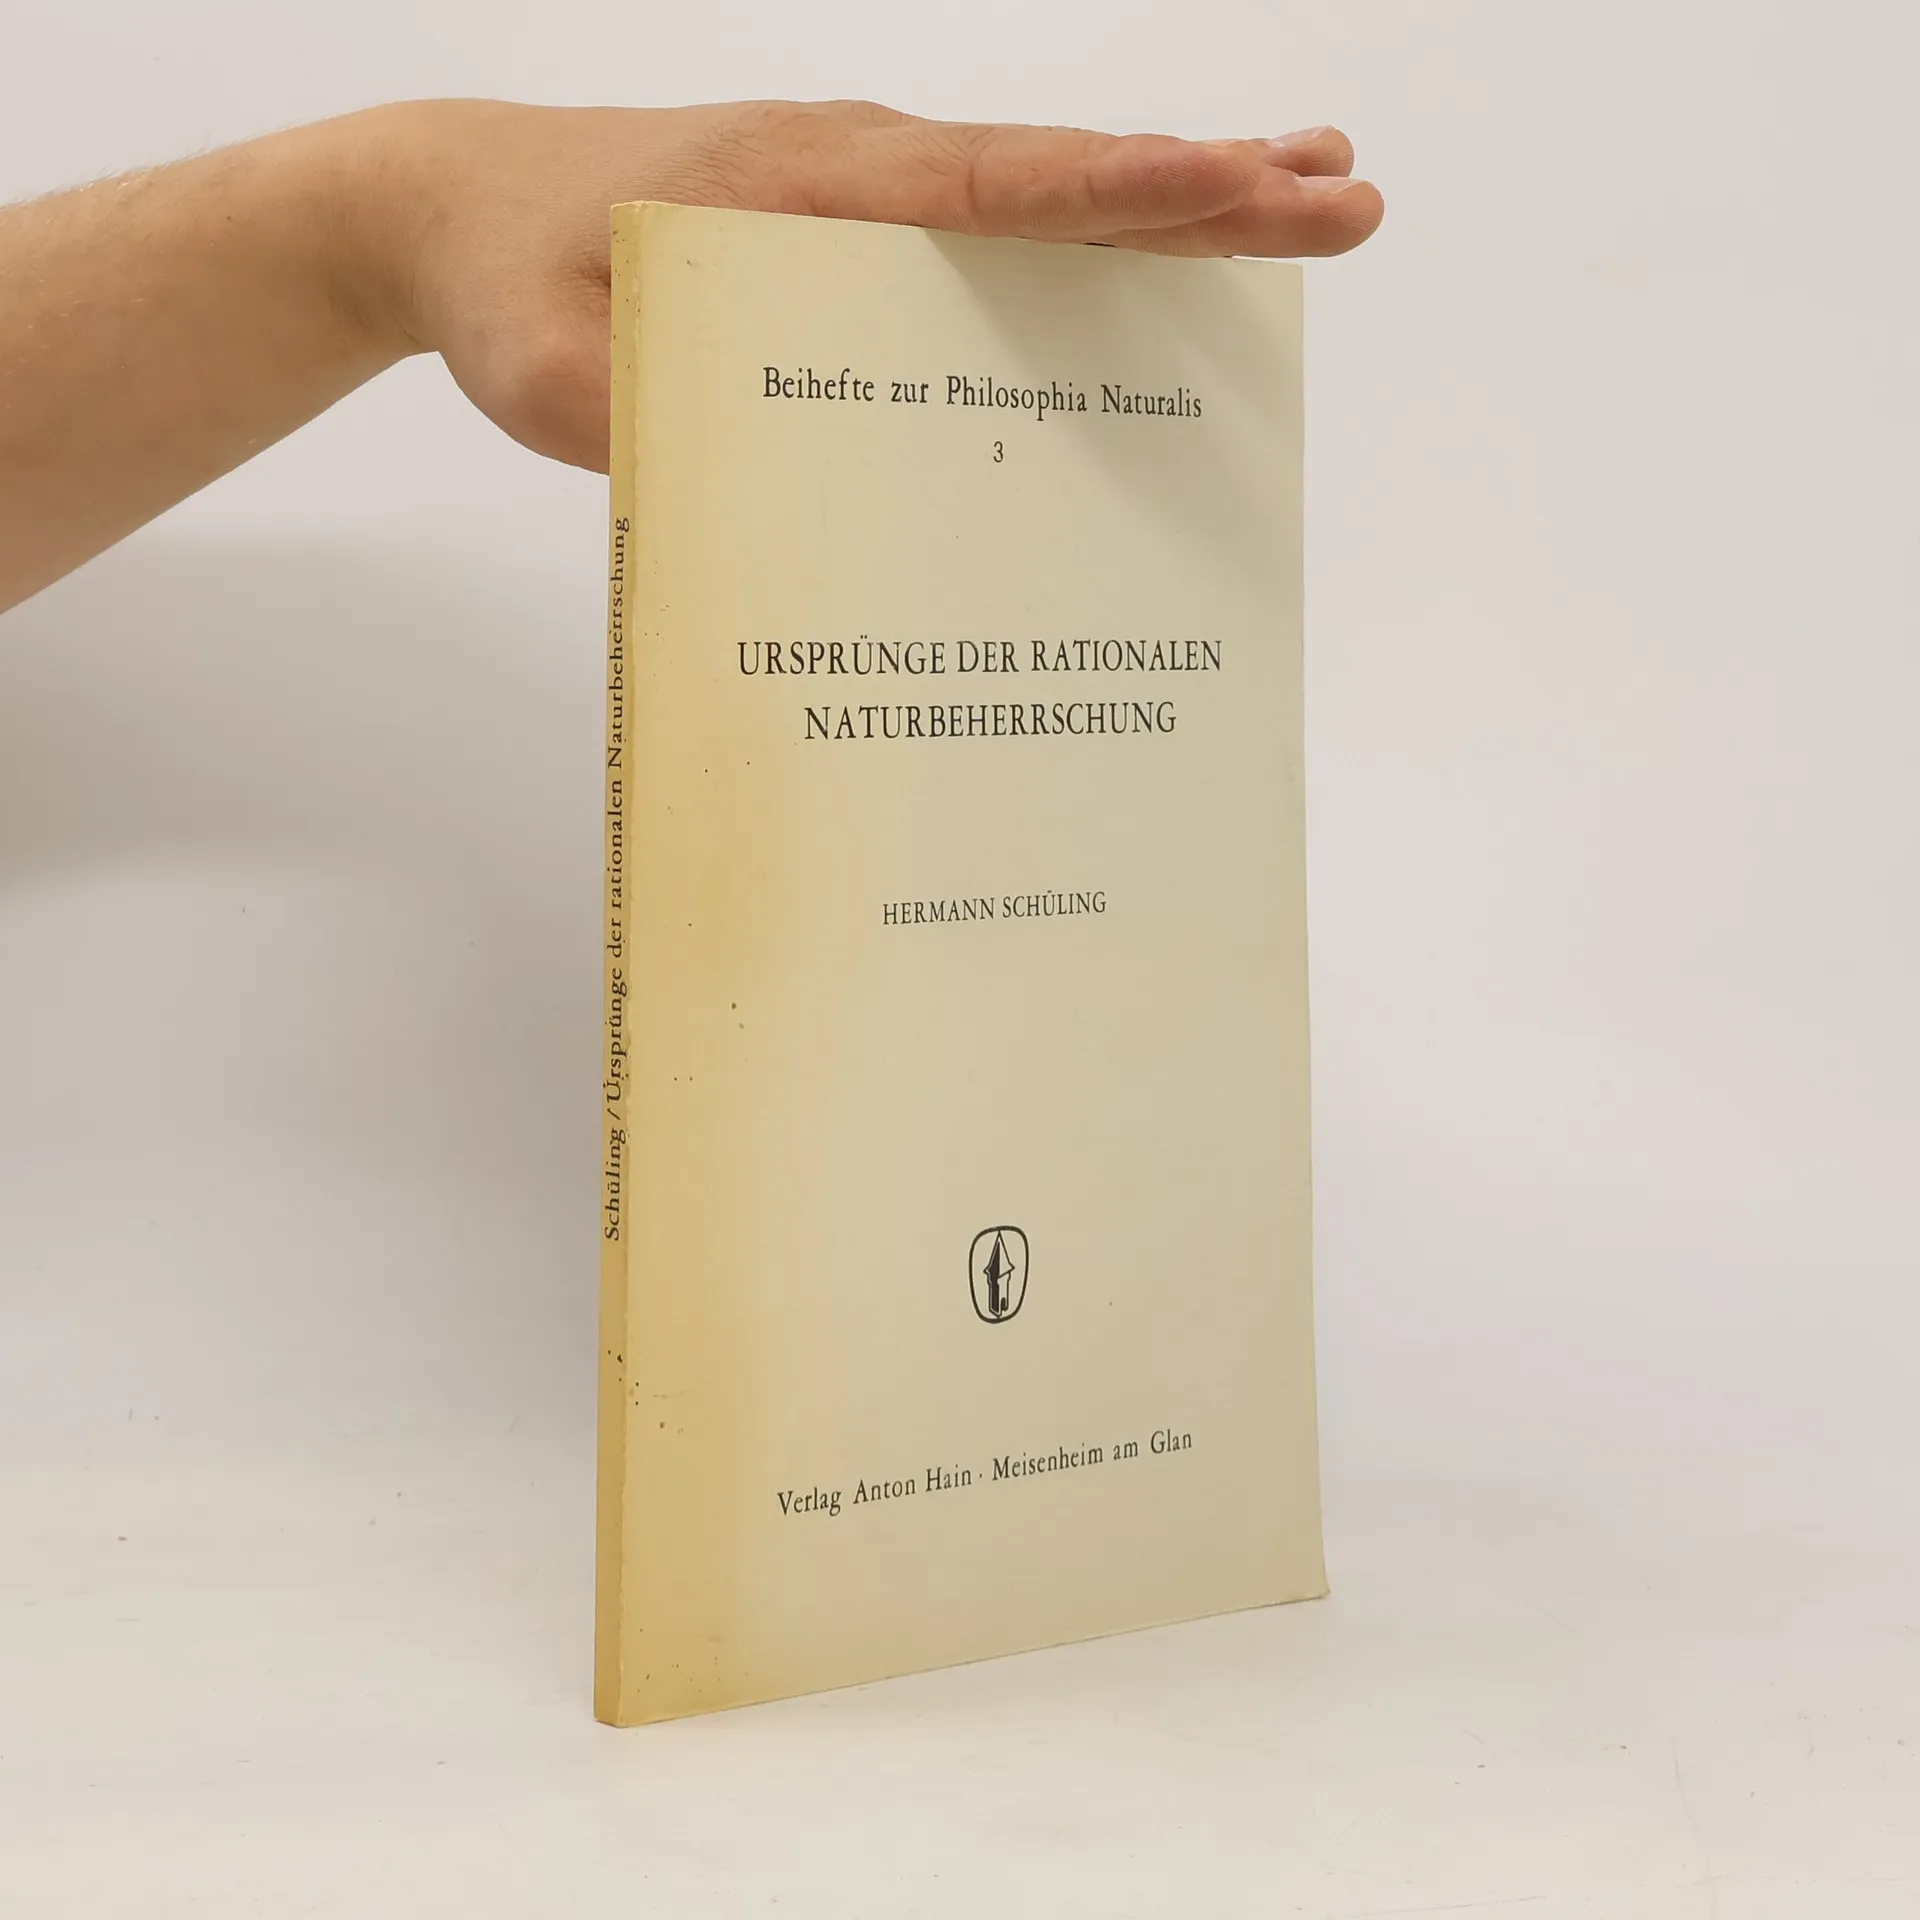 Beihefte zur Philosophia Naturalis
3
URSPRÜNGE DER RATIONALEN
NATURBEHERRSCHUNG
HERMANN SCHÜLING
Verlag Anton Hain · Meisenheim am Glan
Schüling / Ursprünge der rationalen Naturbeherrschung